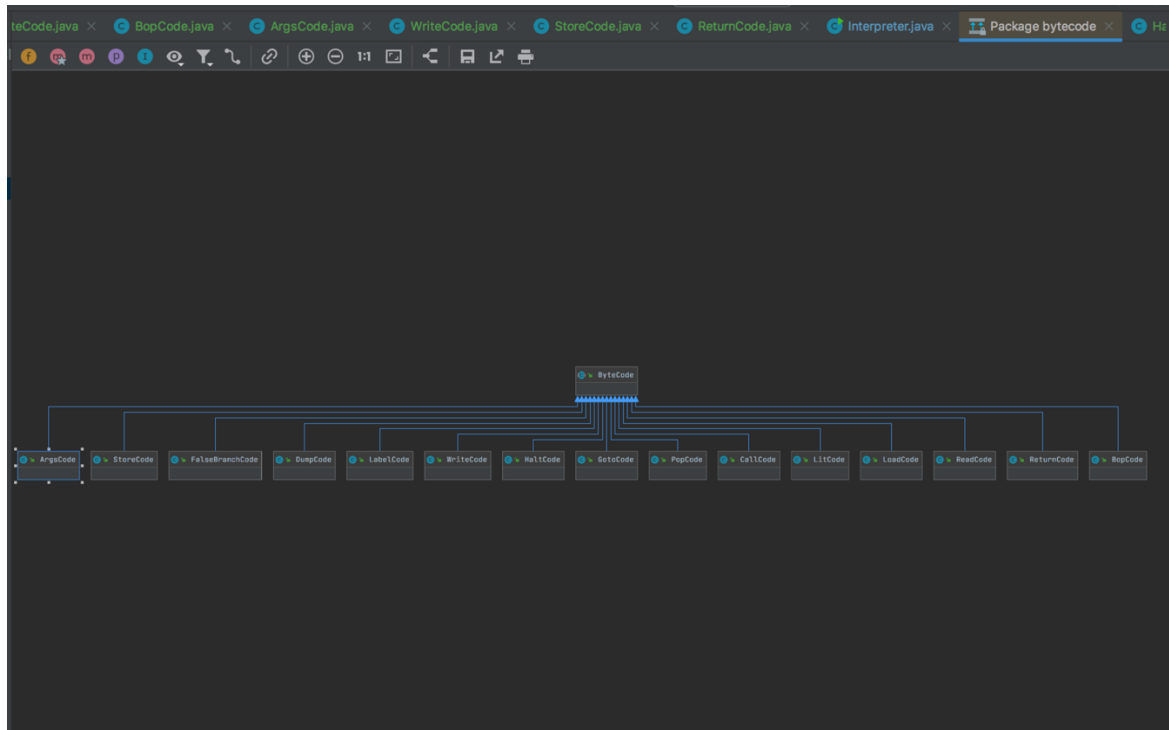 teCode.java × C BopCode.java × C ArgsCode.java × C WriteCode.java × C StoreCode.java × C ReturnCode.java × C Interpreter.java × Package bytecode × C Ha
f m m p I 1:1
C ByteCode
C ArgsCode C StoreCode C FalseBranchCode C DumpCode C LabelCode C WriteCode C HaltCode C GotoCode C PopCode C CallCode C LitCode C LoadCode C ReadCode C ReturnCode C BopCode